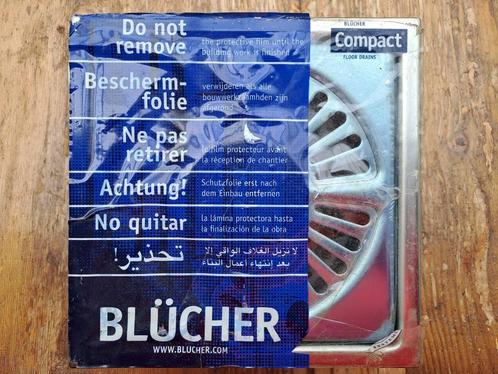 Do not
remove
the protective film until the
building work is finished
Bescherm-
folie
verwijderen als alle
bouwwerkzaamhden zijn
afgerond
Ne pas
retirer
le film protecteur avant
la réception de chantier
Achtung!
Schutzfolie erst nach
dem Einbau entfernen
No quitar
la lámina protectora hasta
la finalización de la obra
تحذير!
لا تزيل الغلاف الواقي إلا
بعد انتهاء أعمال البناء
BLÜCHER
WWW.BLUCHER.COM
BLÜCHER
Compact
FLOOR DRAINS